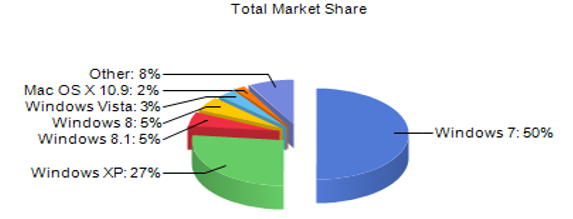 Total Market Share
Other: 8%
Mac OS X 10.9: 2%
Windows Vista: 3%
Windows 8: 5%
Windows 8.1: 5%
Windows XP: 27%
Windows 7: 50%